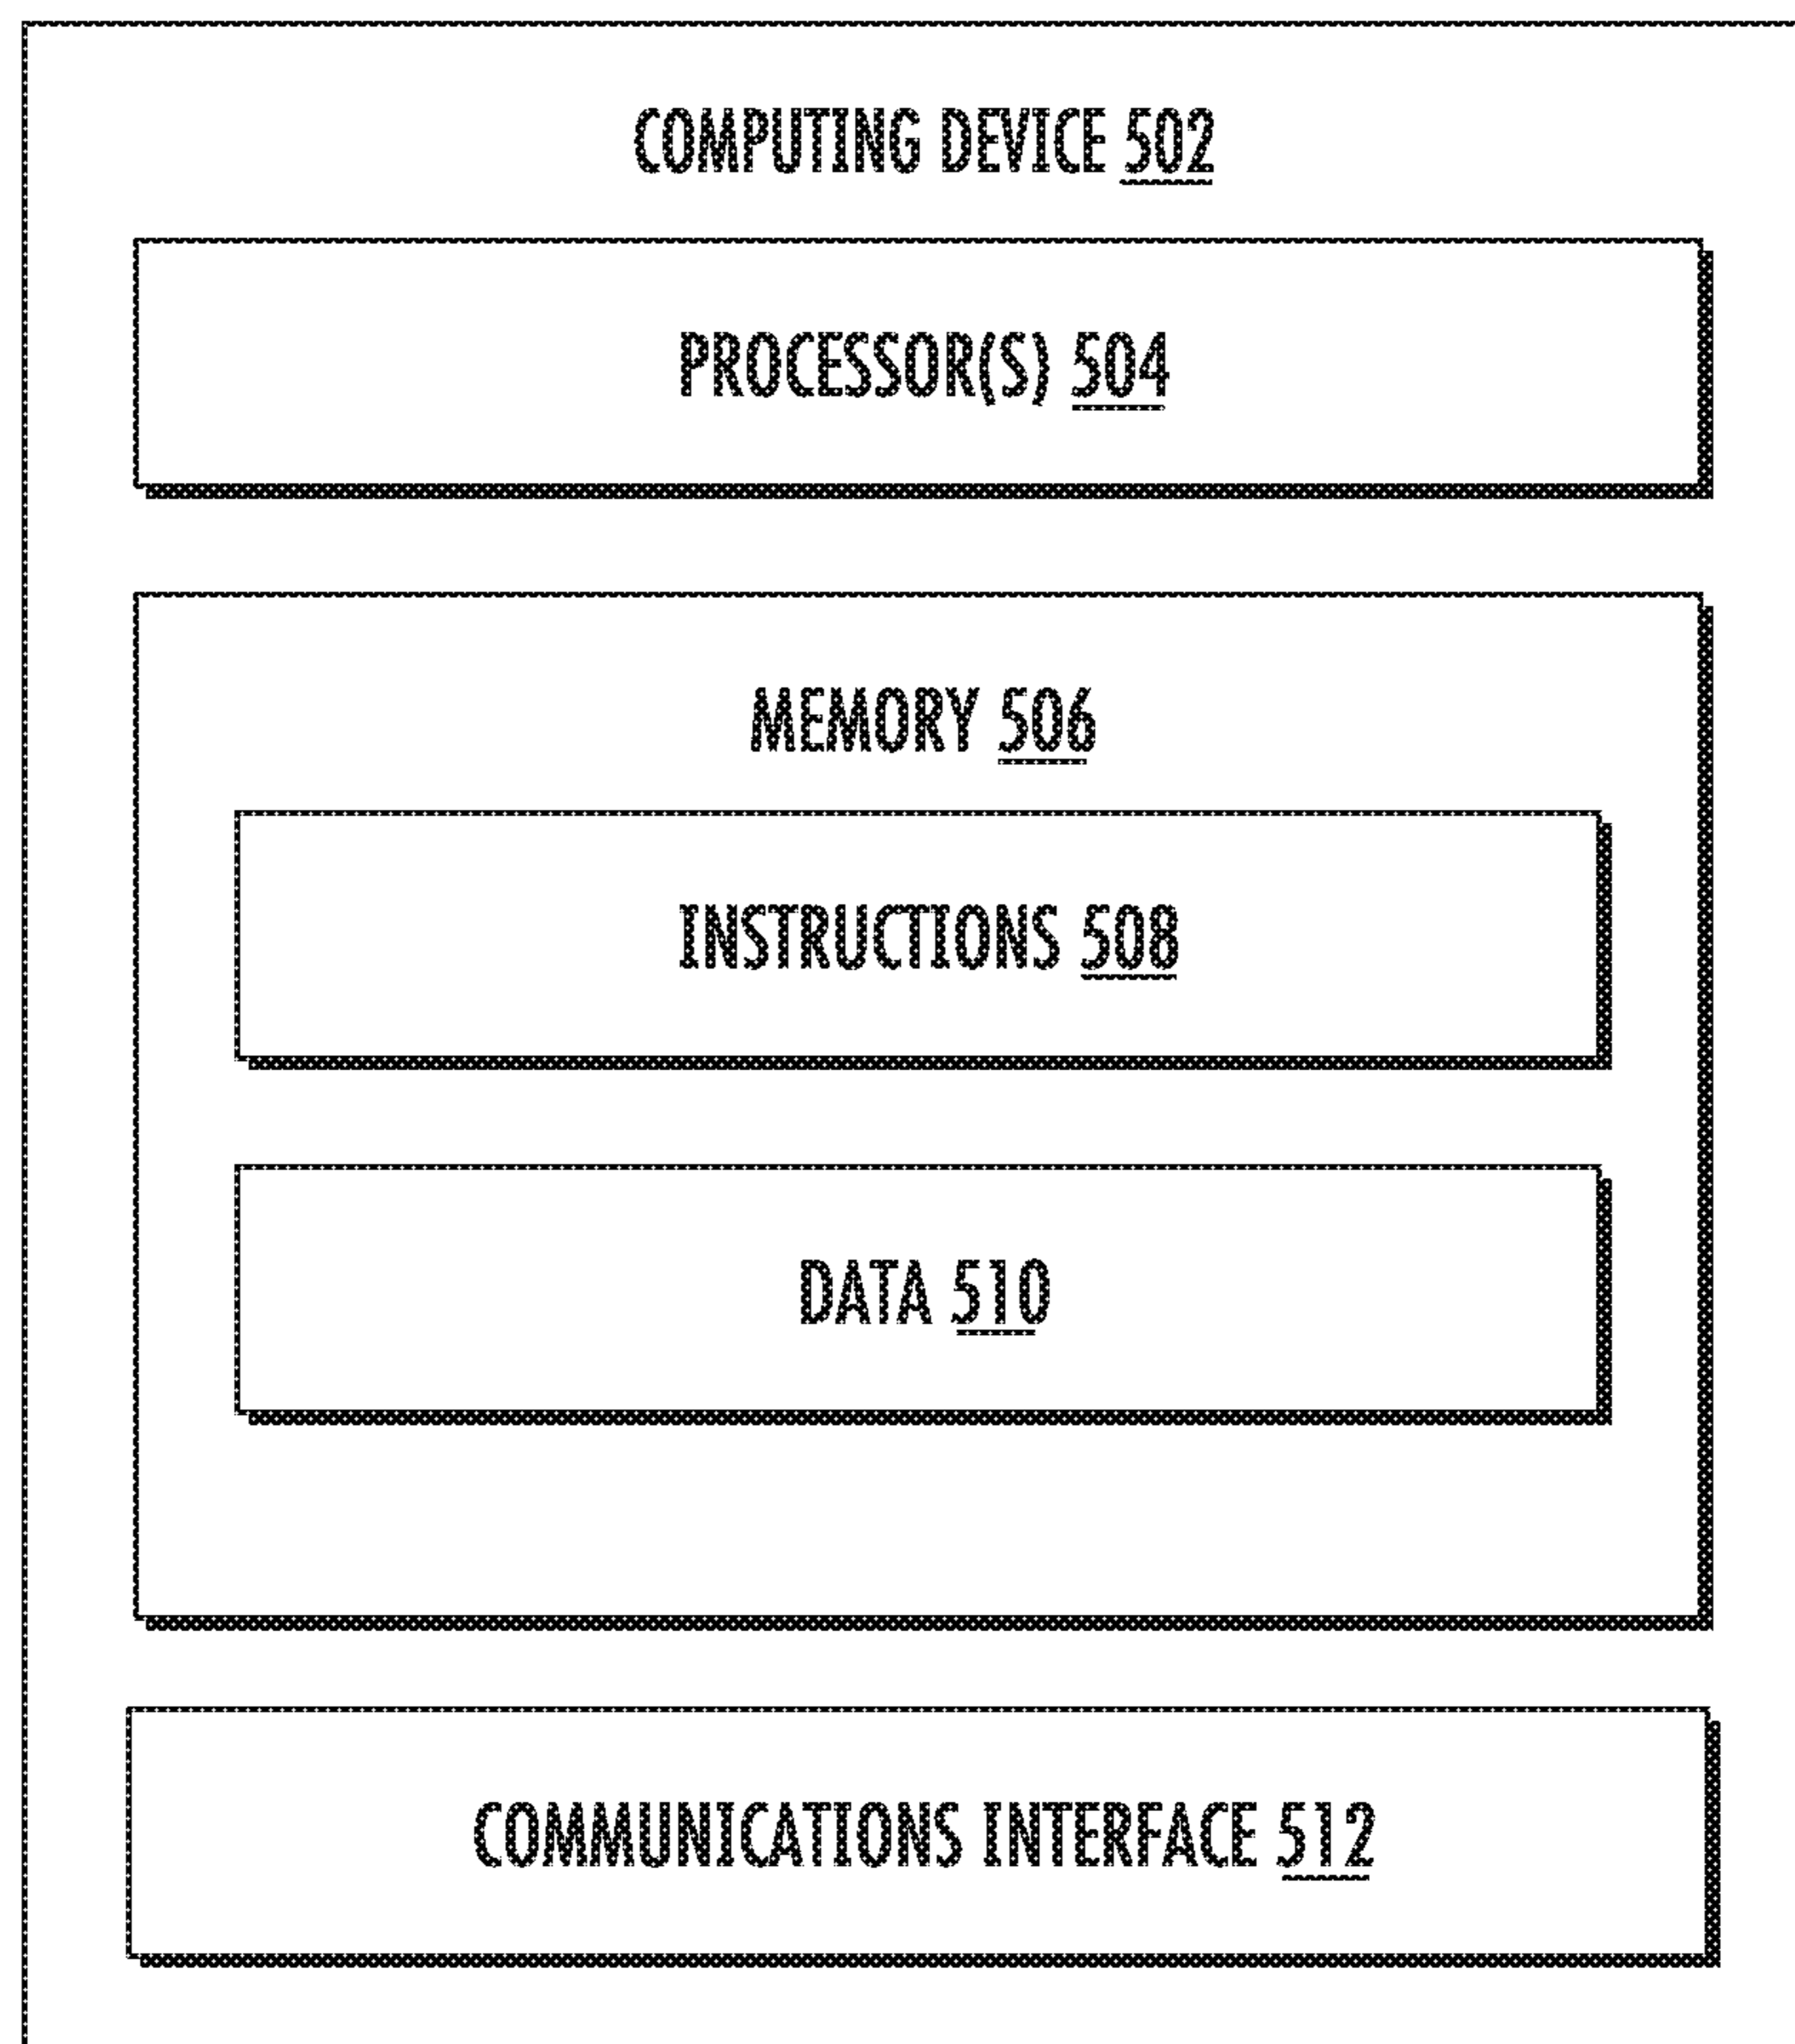 COMPUTING DEVICE 502
PROCESSOR(S) 504
MEMORY 506
INSTRUCTIONS 508
DATA 510
COMMUNICATIONS INTERFACE 512